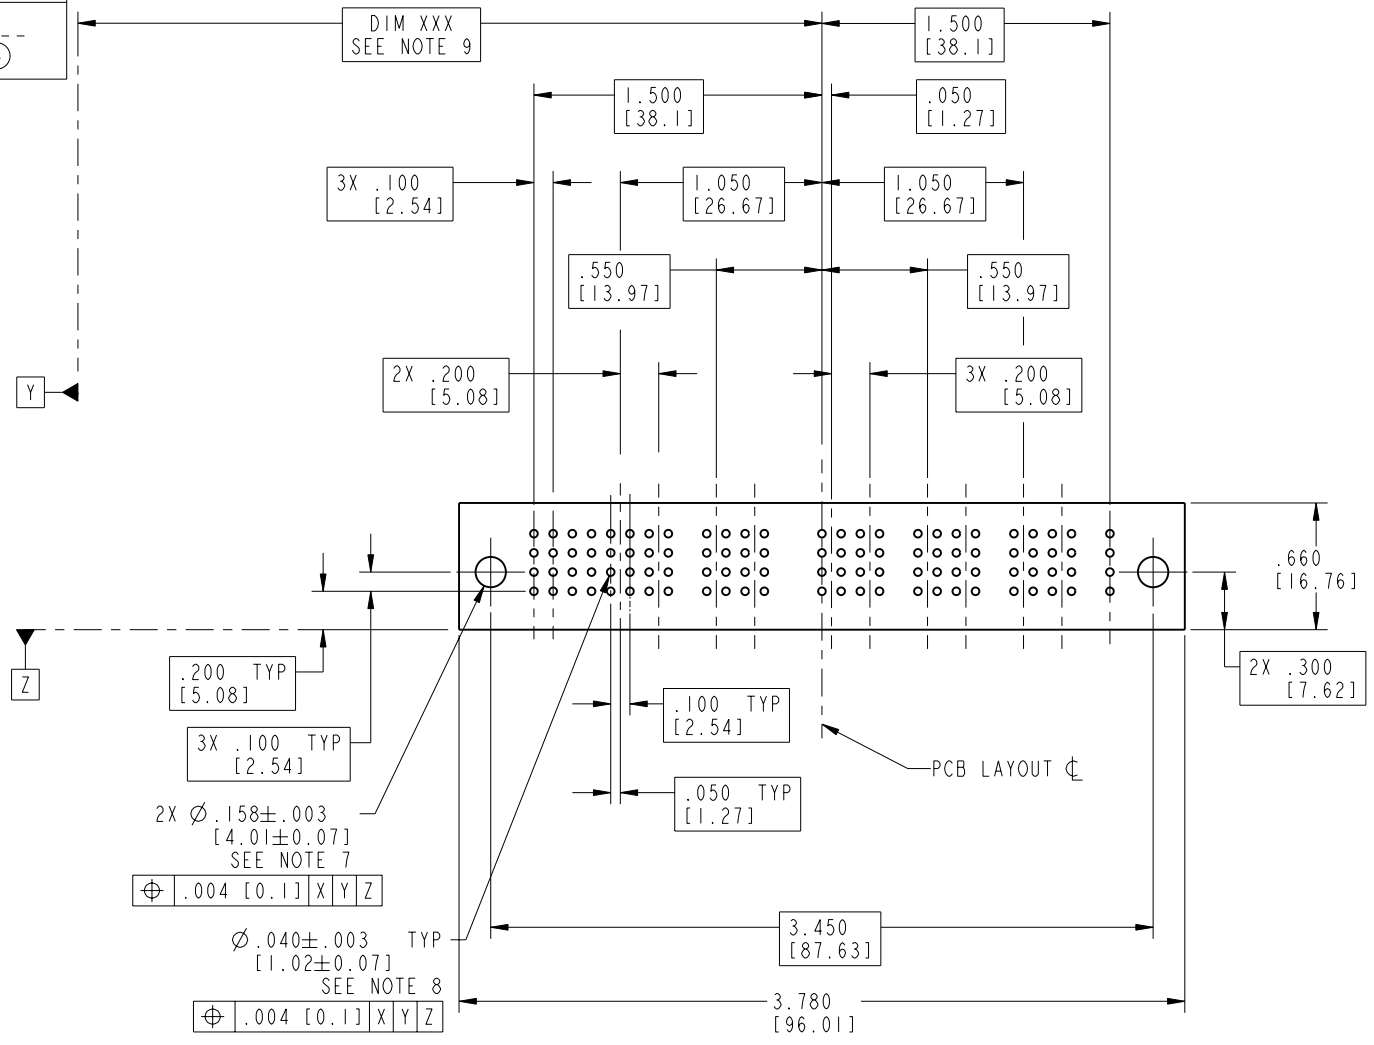 DIM XXX
SEE NOTE 9
1.500
[38.1]
1.500
[38.1]
.050
[1.27]
3X .100
[2.54]
1.050
[26.67]
1.050
[26.67]
.550
[13.97]
.550
[13.97]
2X .200
[5.08]
3X .200
[5.08]
Y
.660
[16.76]
Z
.200 TYP
[5.08]
2X .300
[7.62]
.100 TYP
[2.54]
3X .100 TYP
[2.54]
PCB LAYOUT ℄
.050 TYP
[1.27]
2X Ø.158±.003
[4.01±0.07]
SEE NOTE 7
⌖ .004 [0.1] X Y Z
3.450
[87.63]
Ø.040±.003 TYP
[1.02±0.07]
SEE NOTE 8
⌖ .004 [0.1] X Y Z
3.780
[96.01]